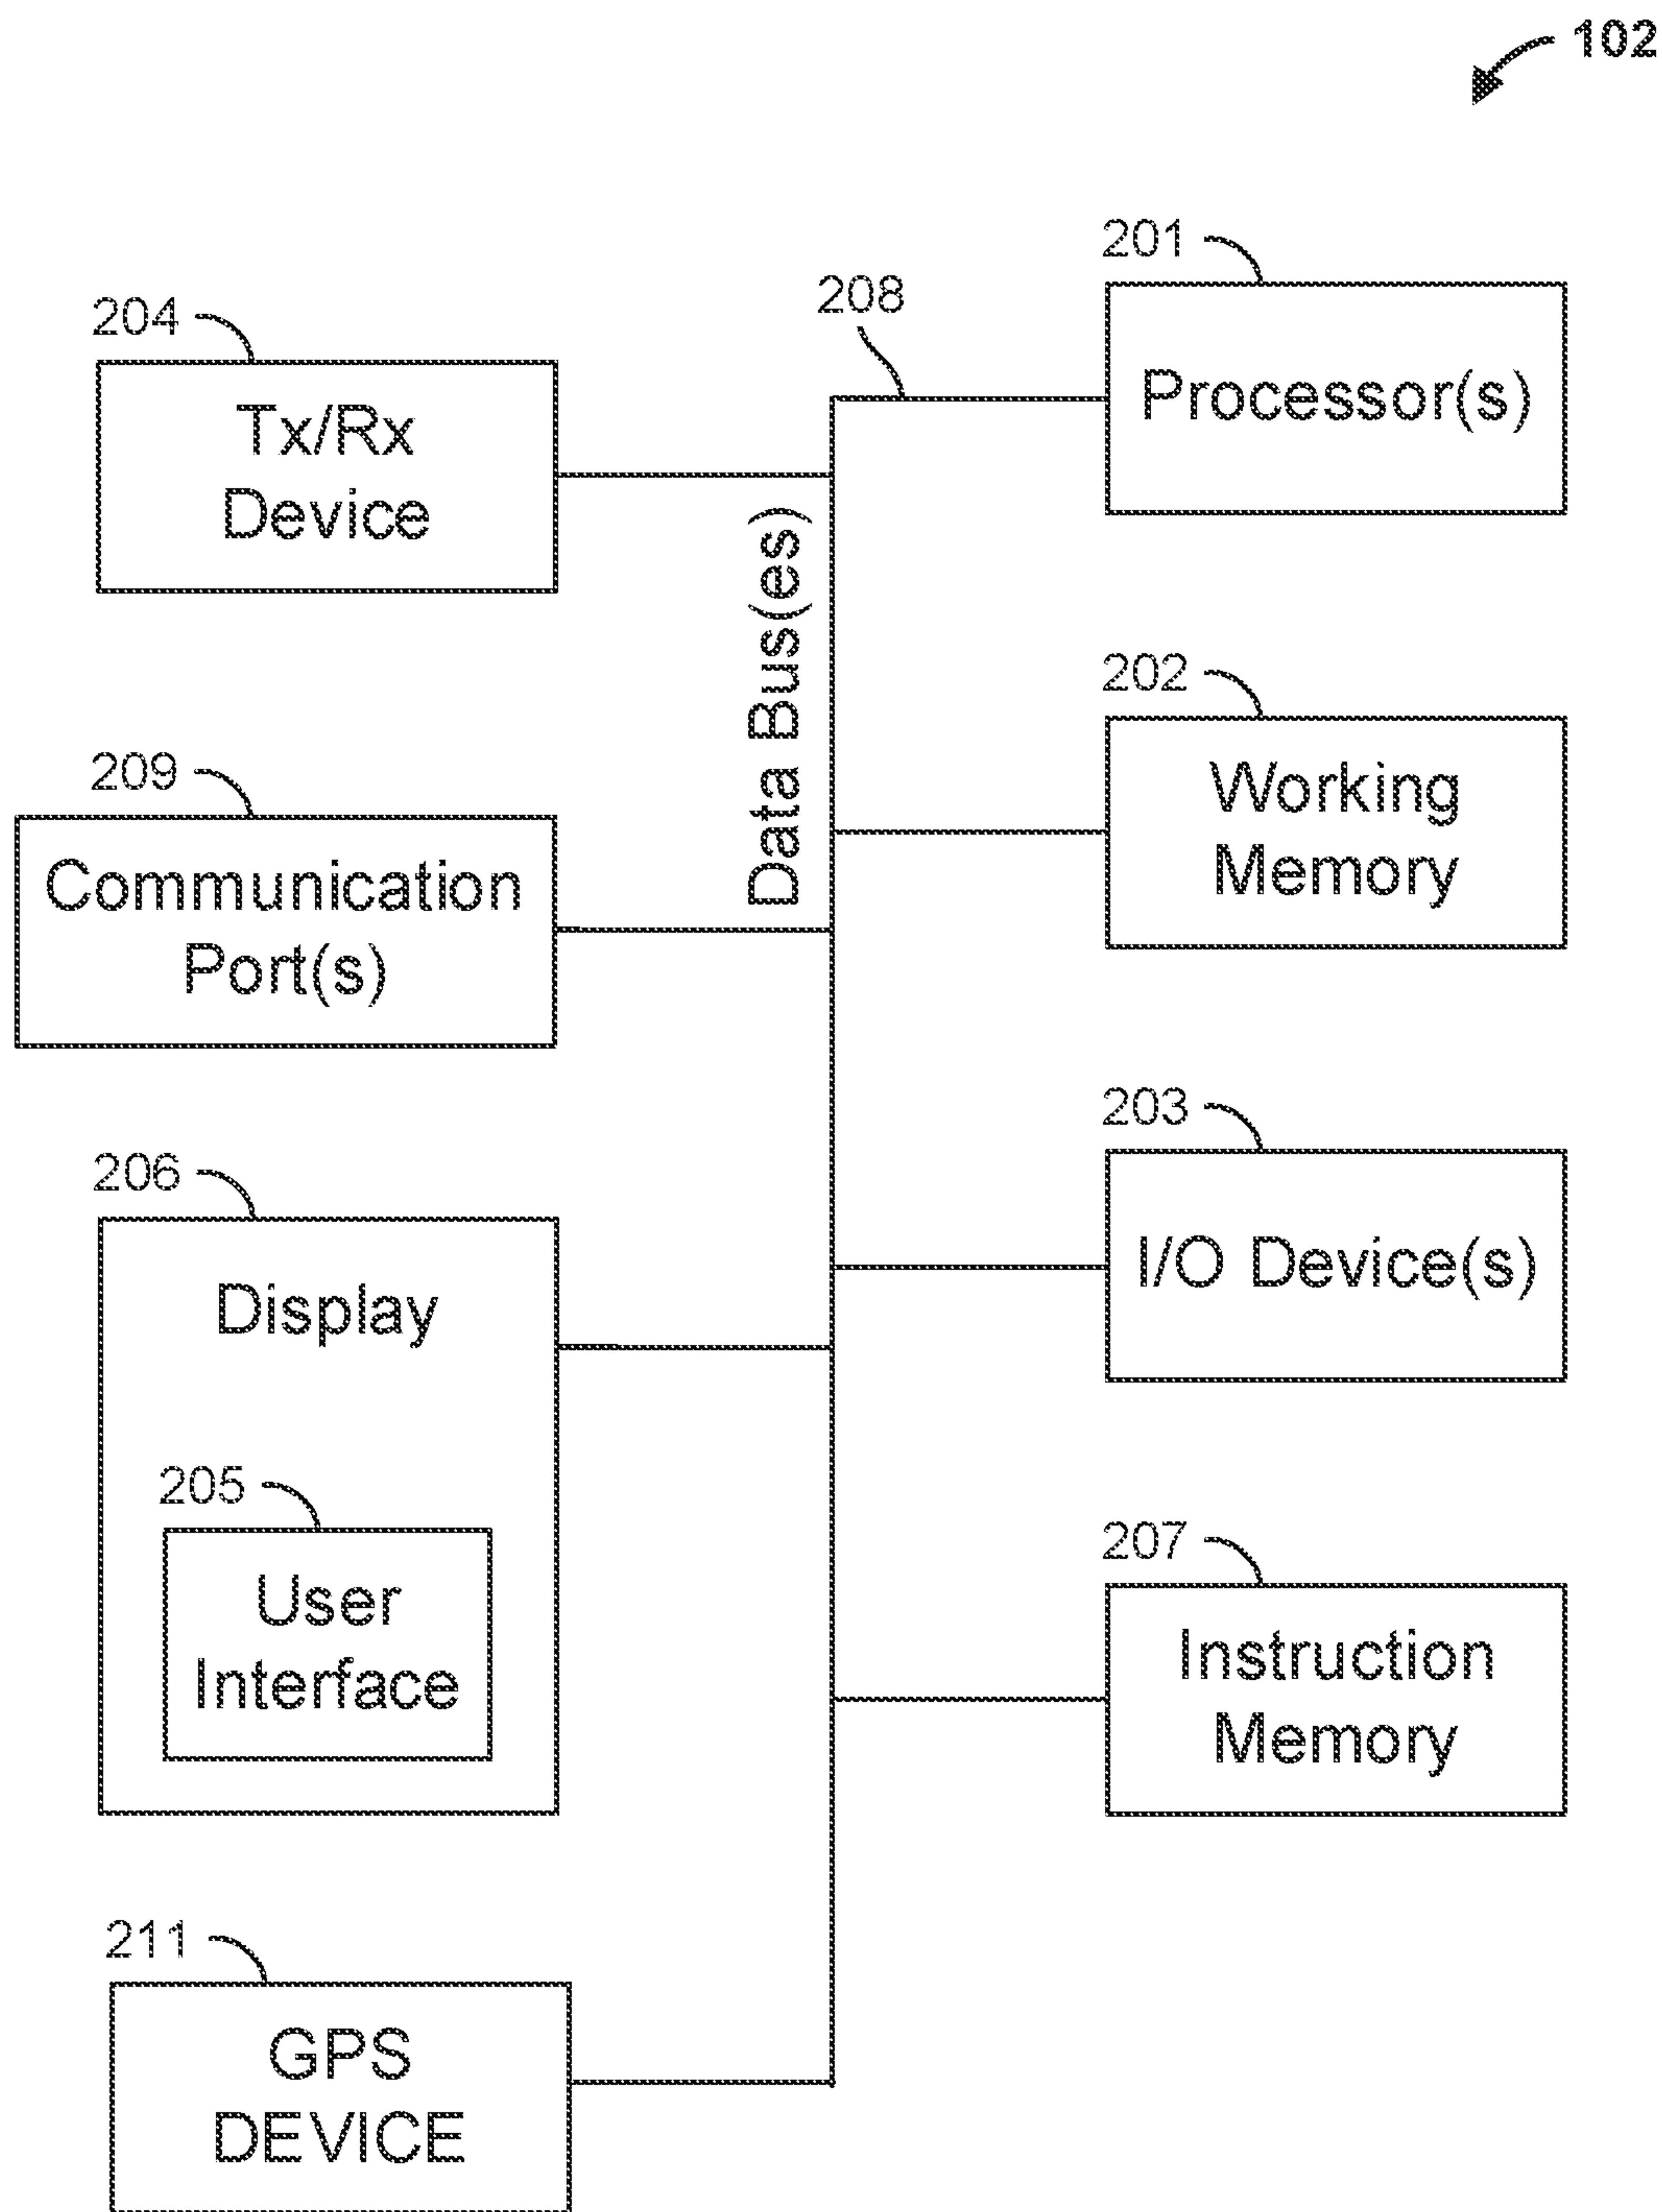 102
201
Processor(s)
208
204
Tx/Rx
Device
Data Bus(es)
202
Working
Memory
209
Communication
Port(s)
203
I/O Device(s)
206
Display
205
User
Interface
207
Instruction
Memory
211
GPS
DEVICE